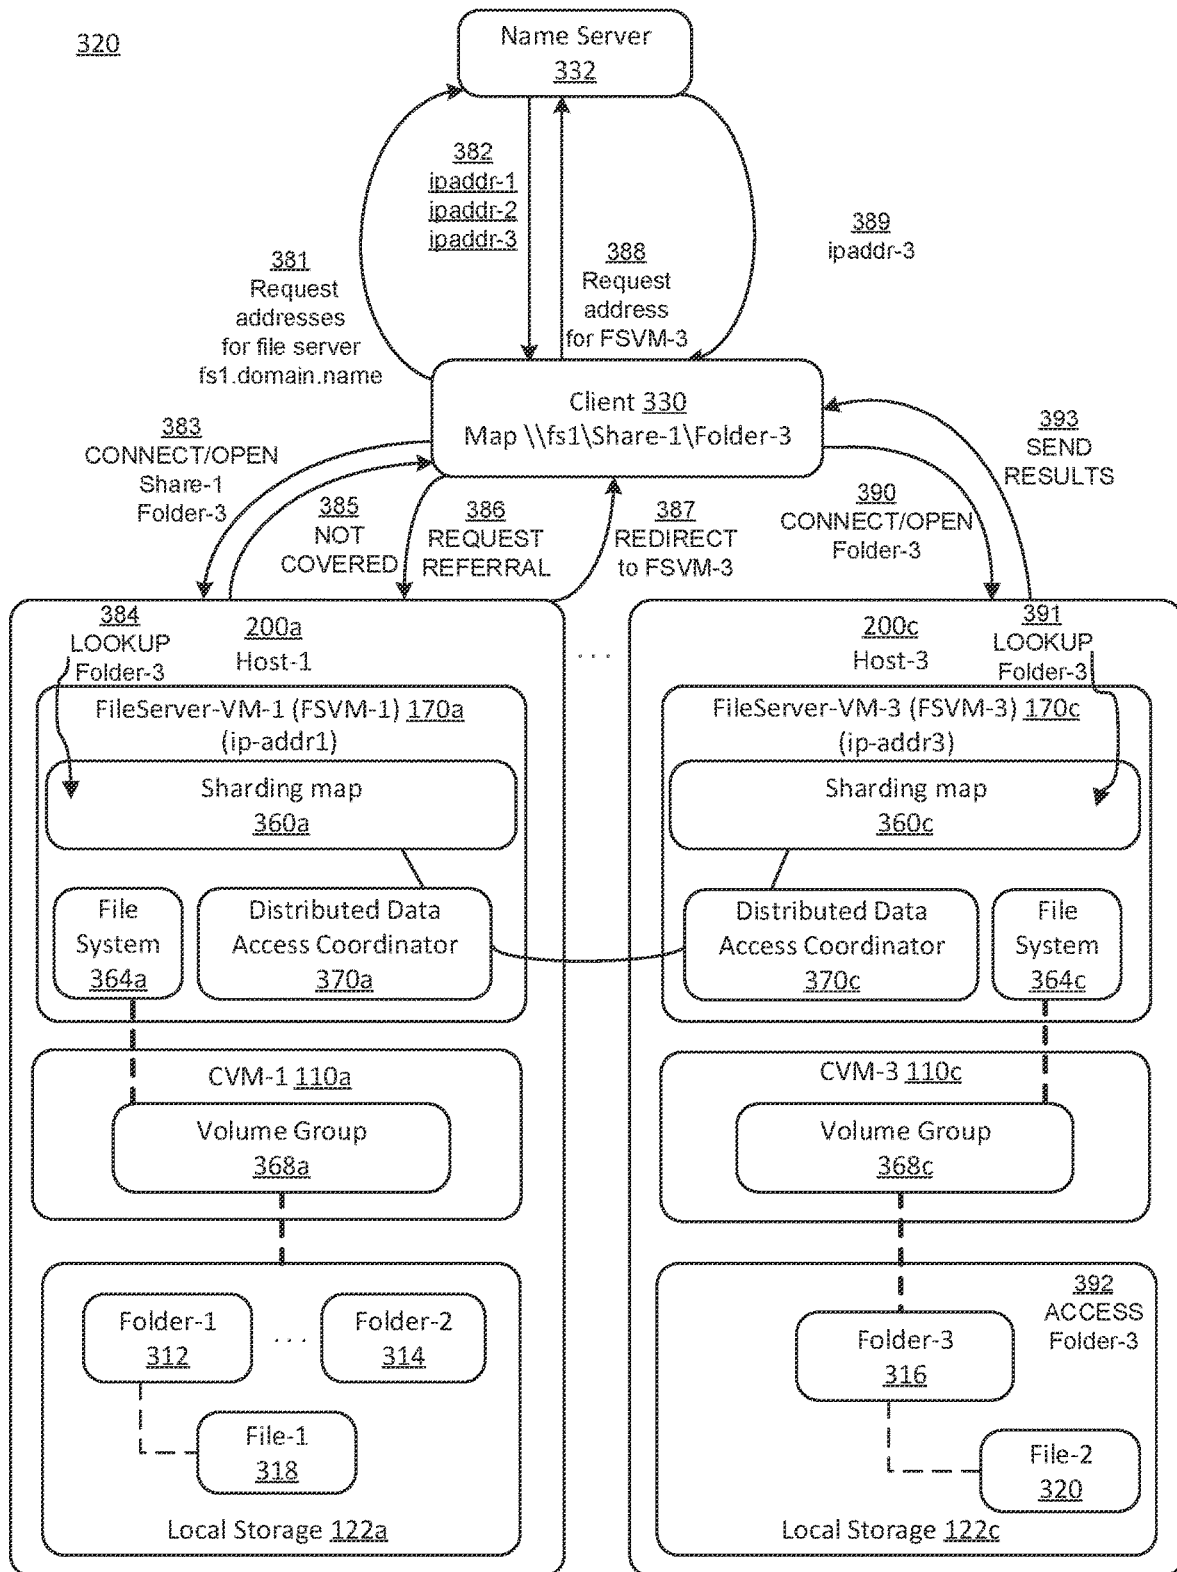 320
Name Server
332
382
ipaddr-1
ipaddr-2
ipaddr-3
389
ipaddr-3
388
Request
address
for FSVM-3
381
Request
addresses
for file server
fs1.domain.name
Client 330
Map \\fs1\Share-1\Folder-3
383
CONNECT/OPEN
Share-1
Folder-3
385
NOT
COVERED
386
REQUEST
REFERRAL
387
REDIRECT
to FSVM-3
390
CONNECT/OPEN
Folder-3
393
SEND
RESULTS
384
LOOKUP
Folder-3
200a
Host-1
FileServer-VM-1 (FSVM-1) 170a
(ip-addr1)
Sharding map
360a
File
System
364a
Distributed Data
Access Coordinator
370a
CVM-1 110a
Volume Group
368a
Folder-1
312
. . .
Folder-2
314
File-1
318
Local Storage 122a
. . .
200c
Host-3
391
LOOKUP
Folder-3
FileServer-VM-3 (FSVM-3) 170c
(ip-addr3)
Sharding map
360c
Distributed Data
Access Coordinator
370c
File
System
364c
CVM-3 110c
Volume Group
368c
392
ACCESS
Folder-3
Folder-3
316
File-2
320
Local Storage 122c